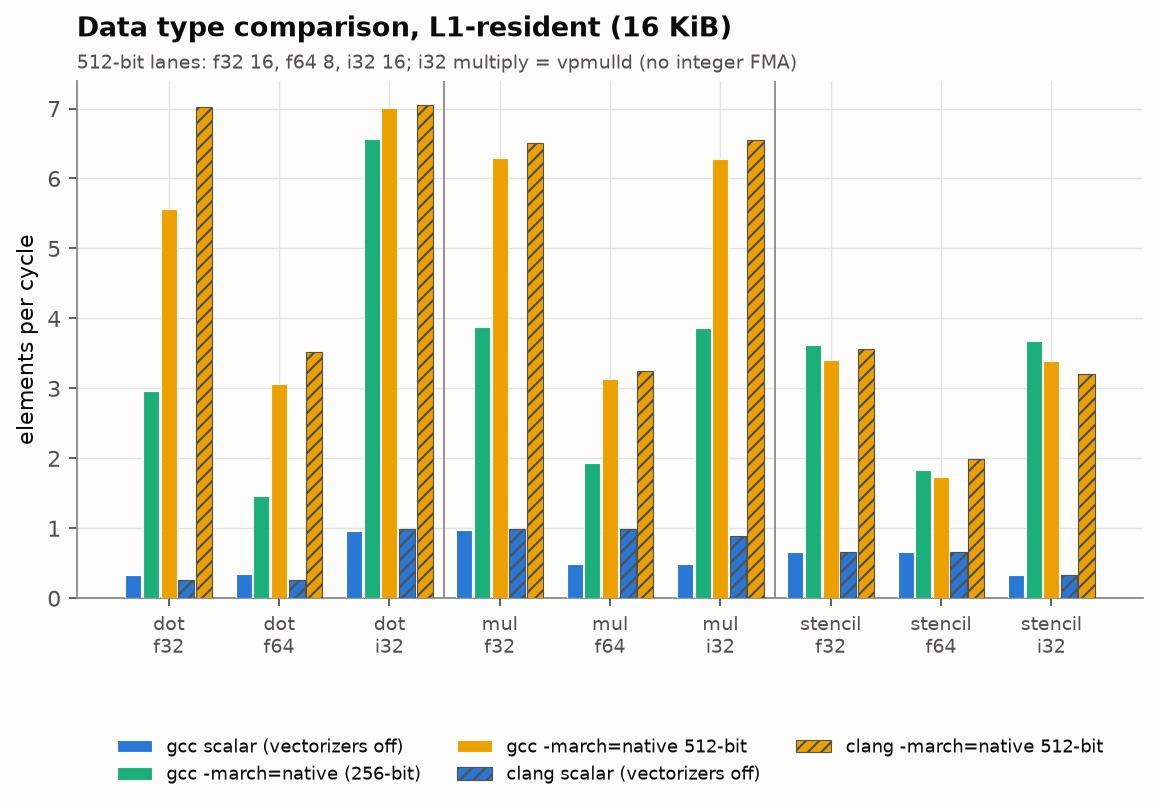 Data type comparison, L1-resident (16 KiB)
512-bit lanes: f32 16, f64 8, i32 16; i32 multiply = vpmulld (no integer FMA)
elements per cycle
7
6
5
4
3
2
1
0
dot f32
dot f64
dot i32
mul f32
mul f64
mul i32
stencil f32
stencil f64
stencil i32
gcc scalar (vectorizers off)
gcc -march=native (256-bit)
gcc -march=native 512-bit
clang scalar (vectorizers off)
clang -march=native 512-bit